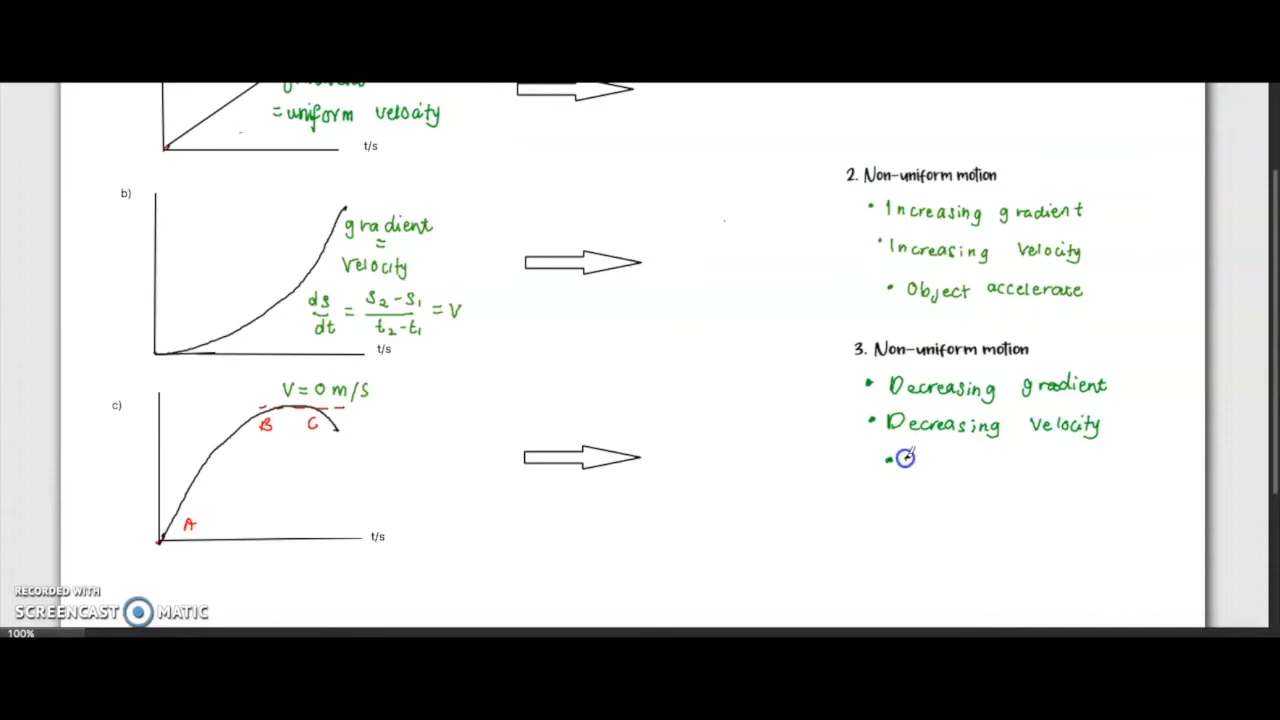 = uniform velocity
t/s
b)
gradient
=
velocity
ds/dt = s2 - s1 / t2 - t1 = V
t/s
c)
V = 0 m/s
B C
A
t/s
2. Non-uniform motion
• Increasing gradient
• Increasing velocity
• Object accelerate
3. Non-uniform motion
• Decreasing gradient
• Decreasing velocity
•
RECORDED WITH
SCREENCAST MATIC
100%